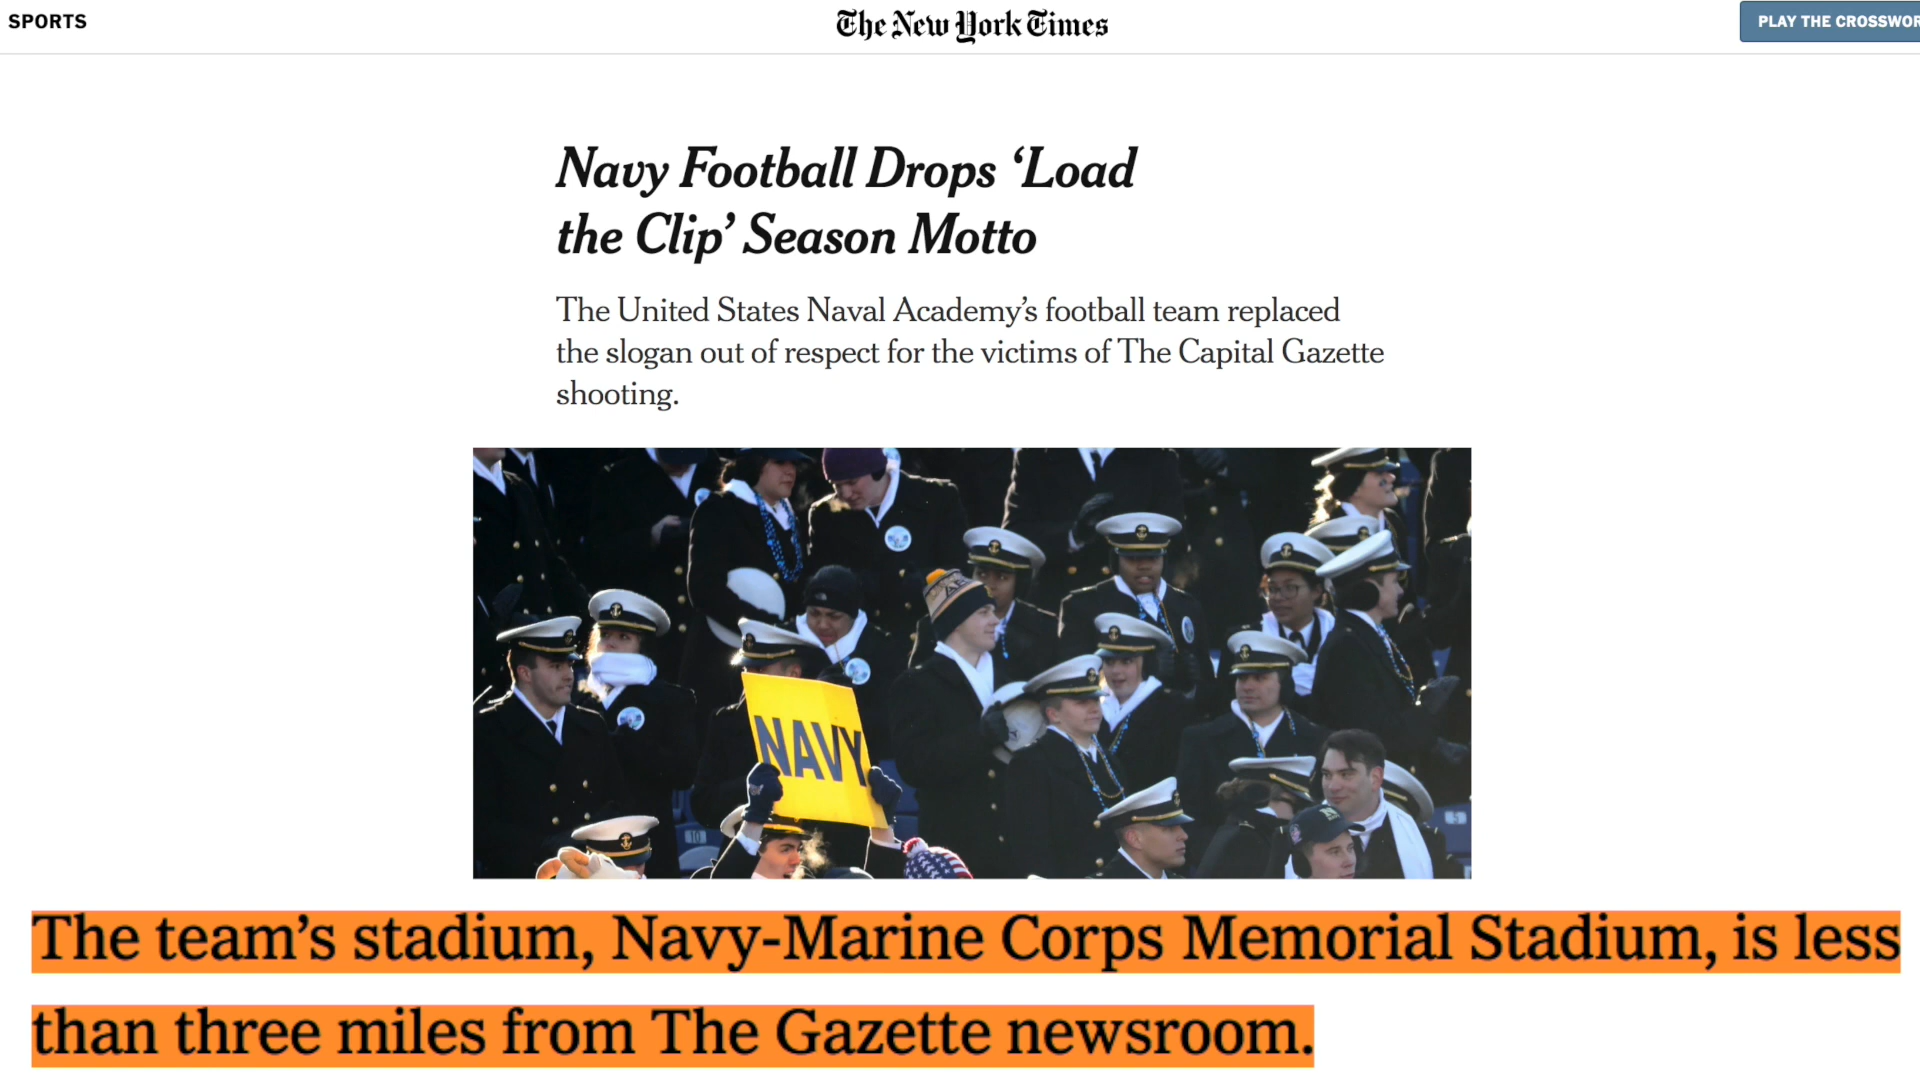 SPORTS
The New York Times
PLAY THE CROSSWOR
Navy Football Drops ‘Load
the Clip’ Season Motto
The United States Naval Academy’s football team replaced
the slogan out of respect for the victims of The Capital Gazette
shooting.
NAVY
10
5
The team’s stadium, Navy-Marine Corps Memorial Stadium, is less
than three miles from The Gazette newsroom.